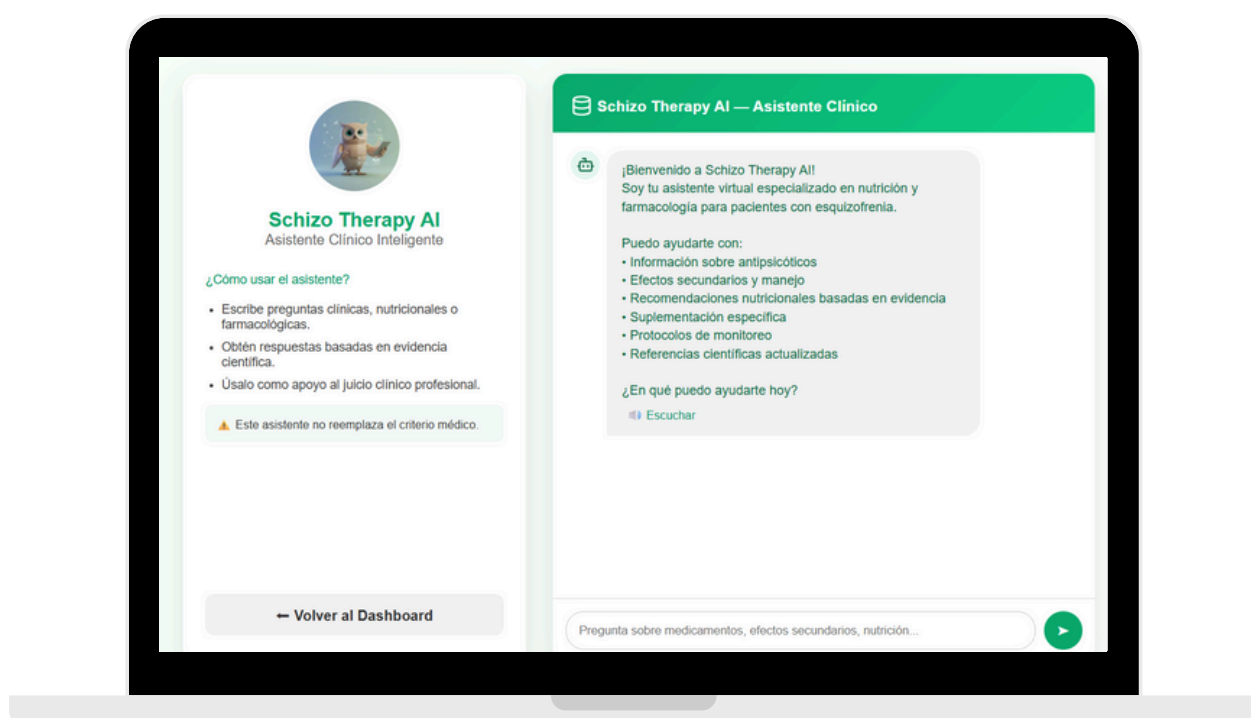 Schizo Therapy AI
Asistente Clínico Inteligente
¿Cómo usar el asistente?
• Escribe preguntas clínicas, nutricionales o
farmacológicas.
• Obtén respuestas basadas en evidencia
científica.
• Úsalo como apoyo al juicio clínico profesional.
⚠ Este asistente no reemplaza el criterio médico.
← Volver al Dashboard
Schizo Therapy AI — Asistente Clínico
¡Bienvenido a Schizo Therapy AI!
Soy tu asistente virtual especializado en nutrición y
farmacología para pacientes con esquizofrenia.
Puedo ayudarte con:
• Información sobre antipsicóticos
• Efectos secundarios y manejo
• Recomendaciones nutricionales basadas en evidencia
• Suplementación específica
• Protocolos de monitoreo
• Referencias científicas actualizadas
¿En qué puedo ayudarte hoy?
🔊 Escuchar
Pregunta sobre medicamentos, efectos secundarios, nutrición...